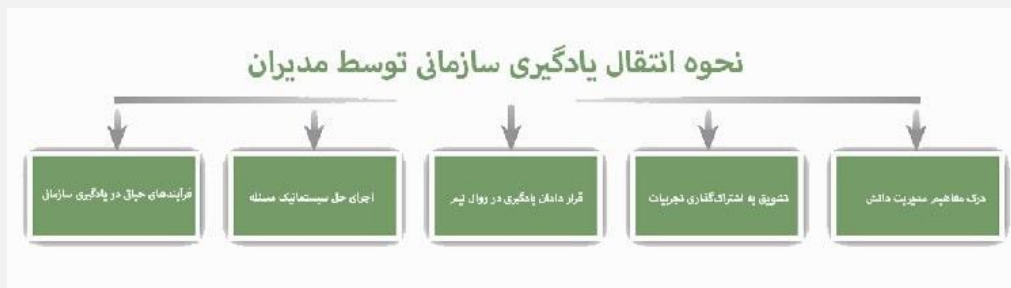 نحوه انتقال یادگیری سازمانی توسط مدیران
درک مفاهیم مدیریت دانش
تشویق به اشتراک‌گذاری تجربیات
قرار دادن یادگیری در روال تیم
اجرای حل سیستماتیک مسئله
فرآیندهای حیاتی در یادگیری سازمانی